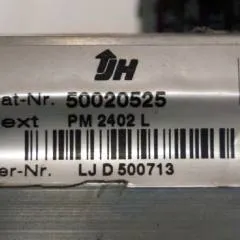 JH
at-Nr. 50020525
ext PM 2402 L
er-Nr. LJ D 500713